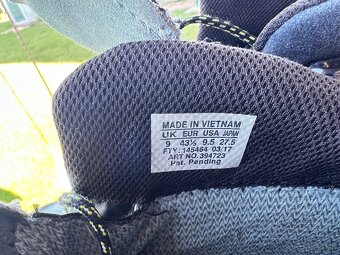 MADE IN VIETNAM
UK EUR USA JAPAN
9 43⅓ 9.5 27.5
FTY: 145464 03/17
ART NO. 394723
Pat. Pending